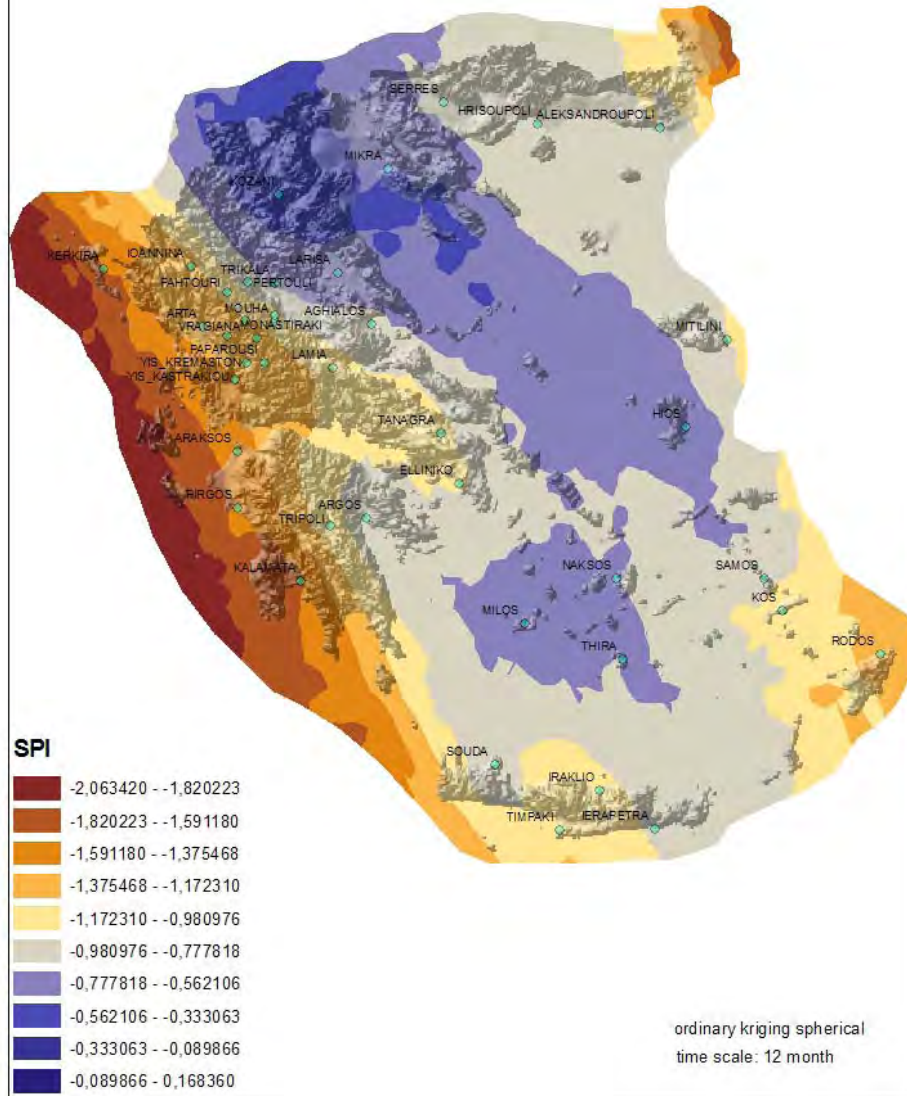 SERRES
HRISOUPOLI
ALEKSANDROUPOLI
MIKRA
KOZANI
KERKIRA
IOANNINA
TRIKALA
LARISA
PAHTOURI
PERTOULI
ARTA
MOUHA
AGHIALOS
VRAGIANA
MONASTIRAKI
MITILINI
PAPAROUSI
LAMIA
YIS_KREMASTON
YIS_KASTRAKIOU
HIOS
TANAGRA
ARAKSOS
ELLINIKO
PIRGOS
ARGOS
TRIPOLI
KALAMATA
NAKSOS
SAMOS
KOS
MILOS
THIRA
RODOS
SOUDA
IRAKLIO
TIMPAKI
IERAPETRA
SPI
-2,063420 - -1,820223
-1,820223 - -1,591180
-1,591180 - -1,375468
-1,375468 - -1,172310
-1,172310 - -0,980976
-0,980976 - -0,777818
-0,777818 - -0,562106
-0,562106 - -0,333063
-0,333063 - -0,089866
-0,089866 - 0,168360
ordinary kriging spherical
time scale: 12 month